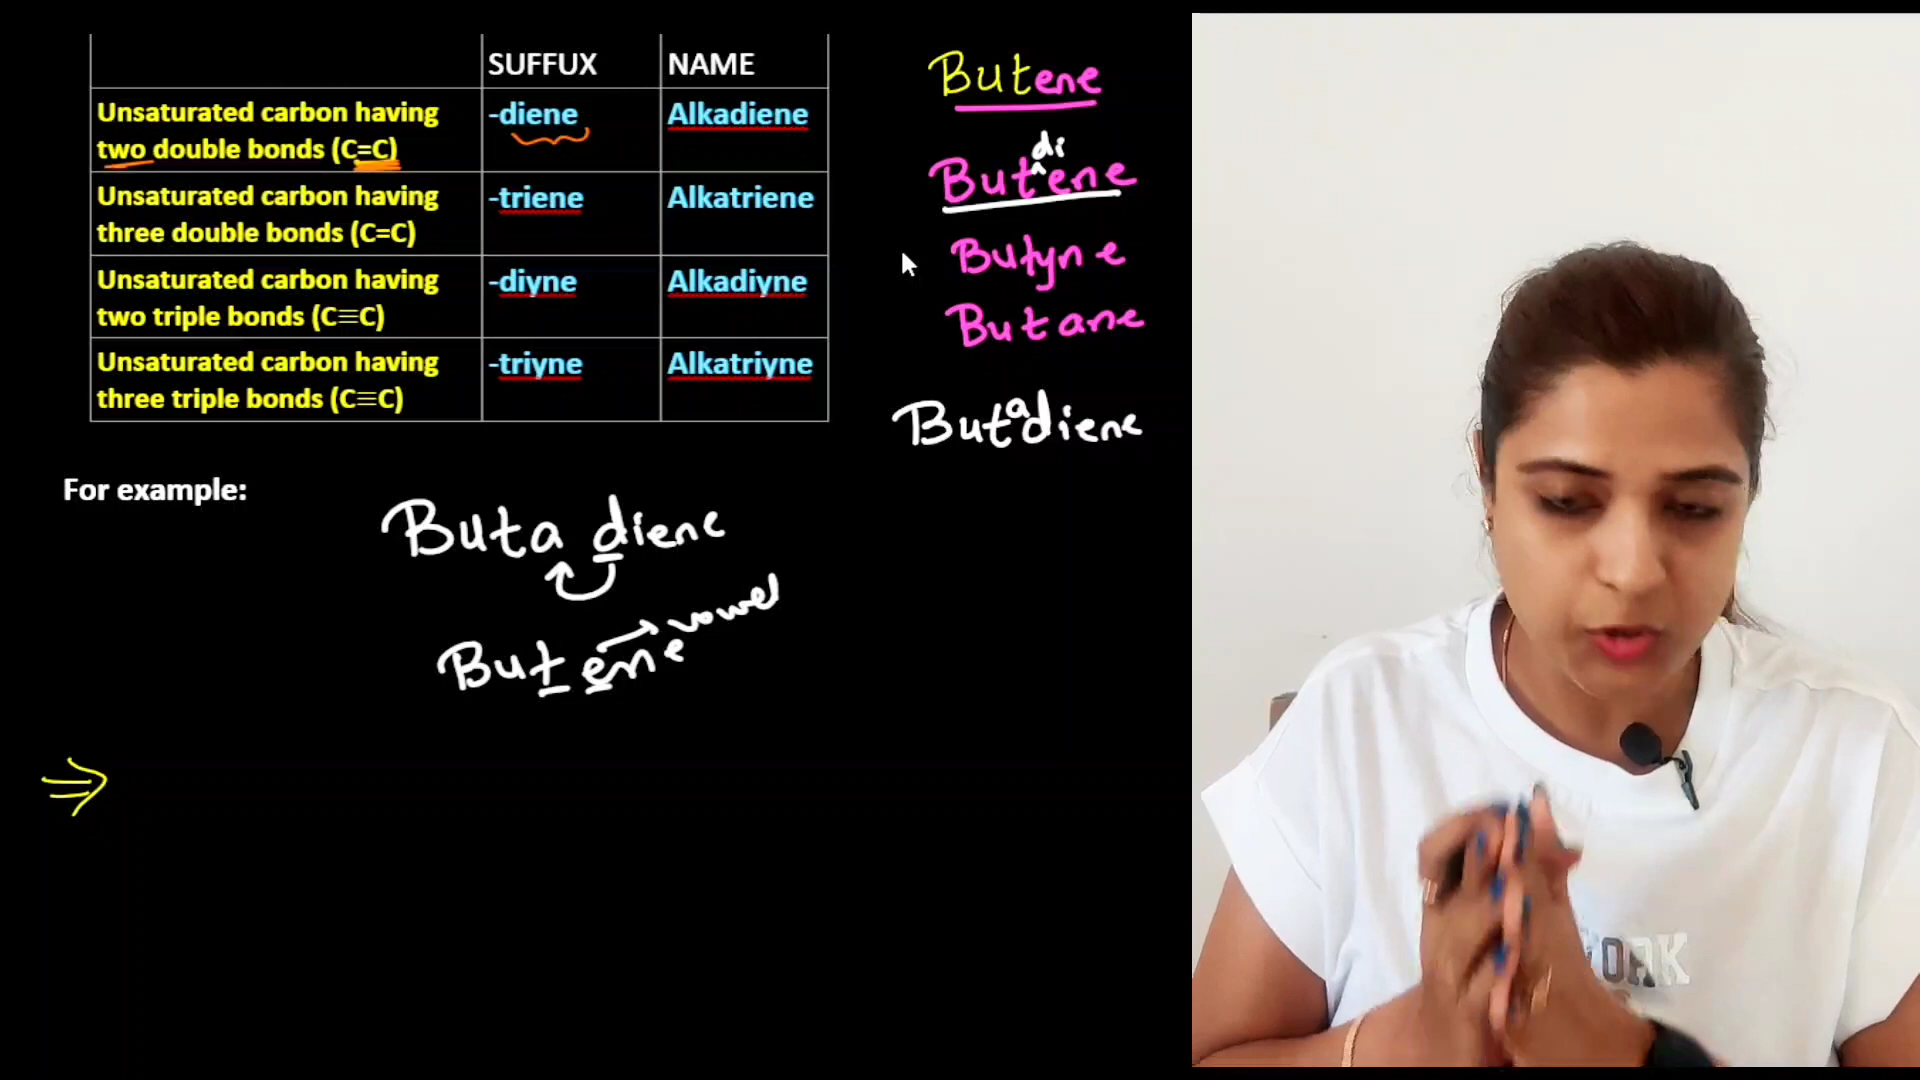 SUFFUX NAME
Unsaturated carbon having
two double bonds (C=C)
-diene
Alkadiene
Unsaturated carbon having
three double bonds (C=C)
-triene
Alkatriene
Unsaturated carbon having
two triple bonds (C≡C)
-diyne
Alkadiyne
Unsaturated carbon having
three triple bonds (C≡C)
-triyne
Alkatriyne
Butene
di
But^ene
Butyne
Butane
Butadiene
For example:
Buta diene
Butene vowel